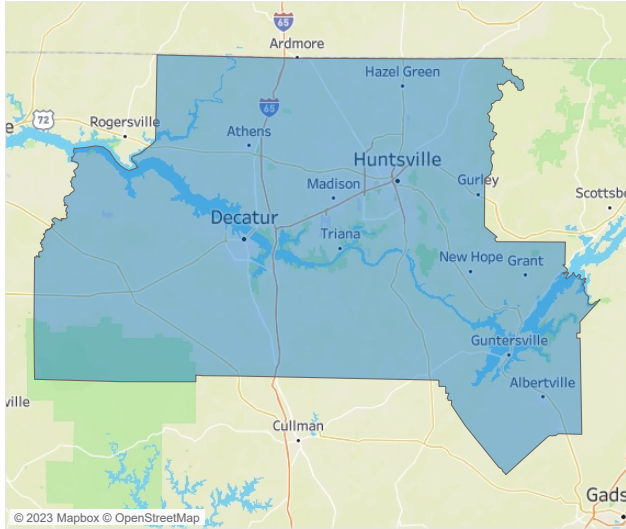 65
Ardmore
Hazel Green
65
72
Rogersville
e
Athens
Huntsville
Madison
Gurley
Scottsbo
Decatur
Triana
New Hope
Grant
Guntersville
Albertville
ville
Cullman
Gads
© 2023 Mapbox © OpenStreetMap